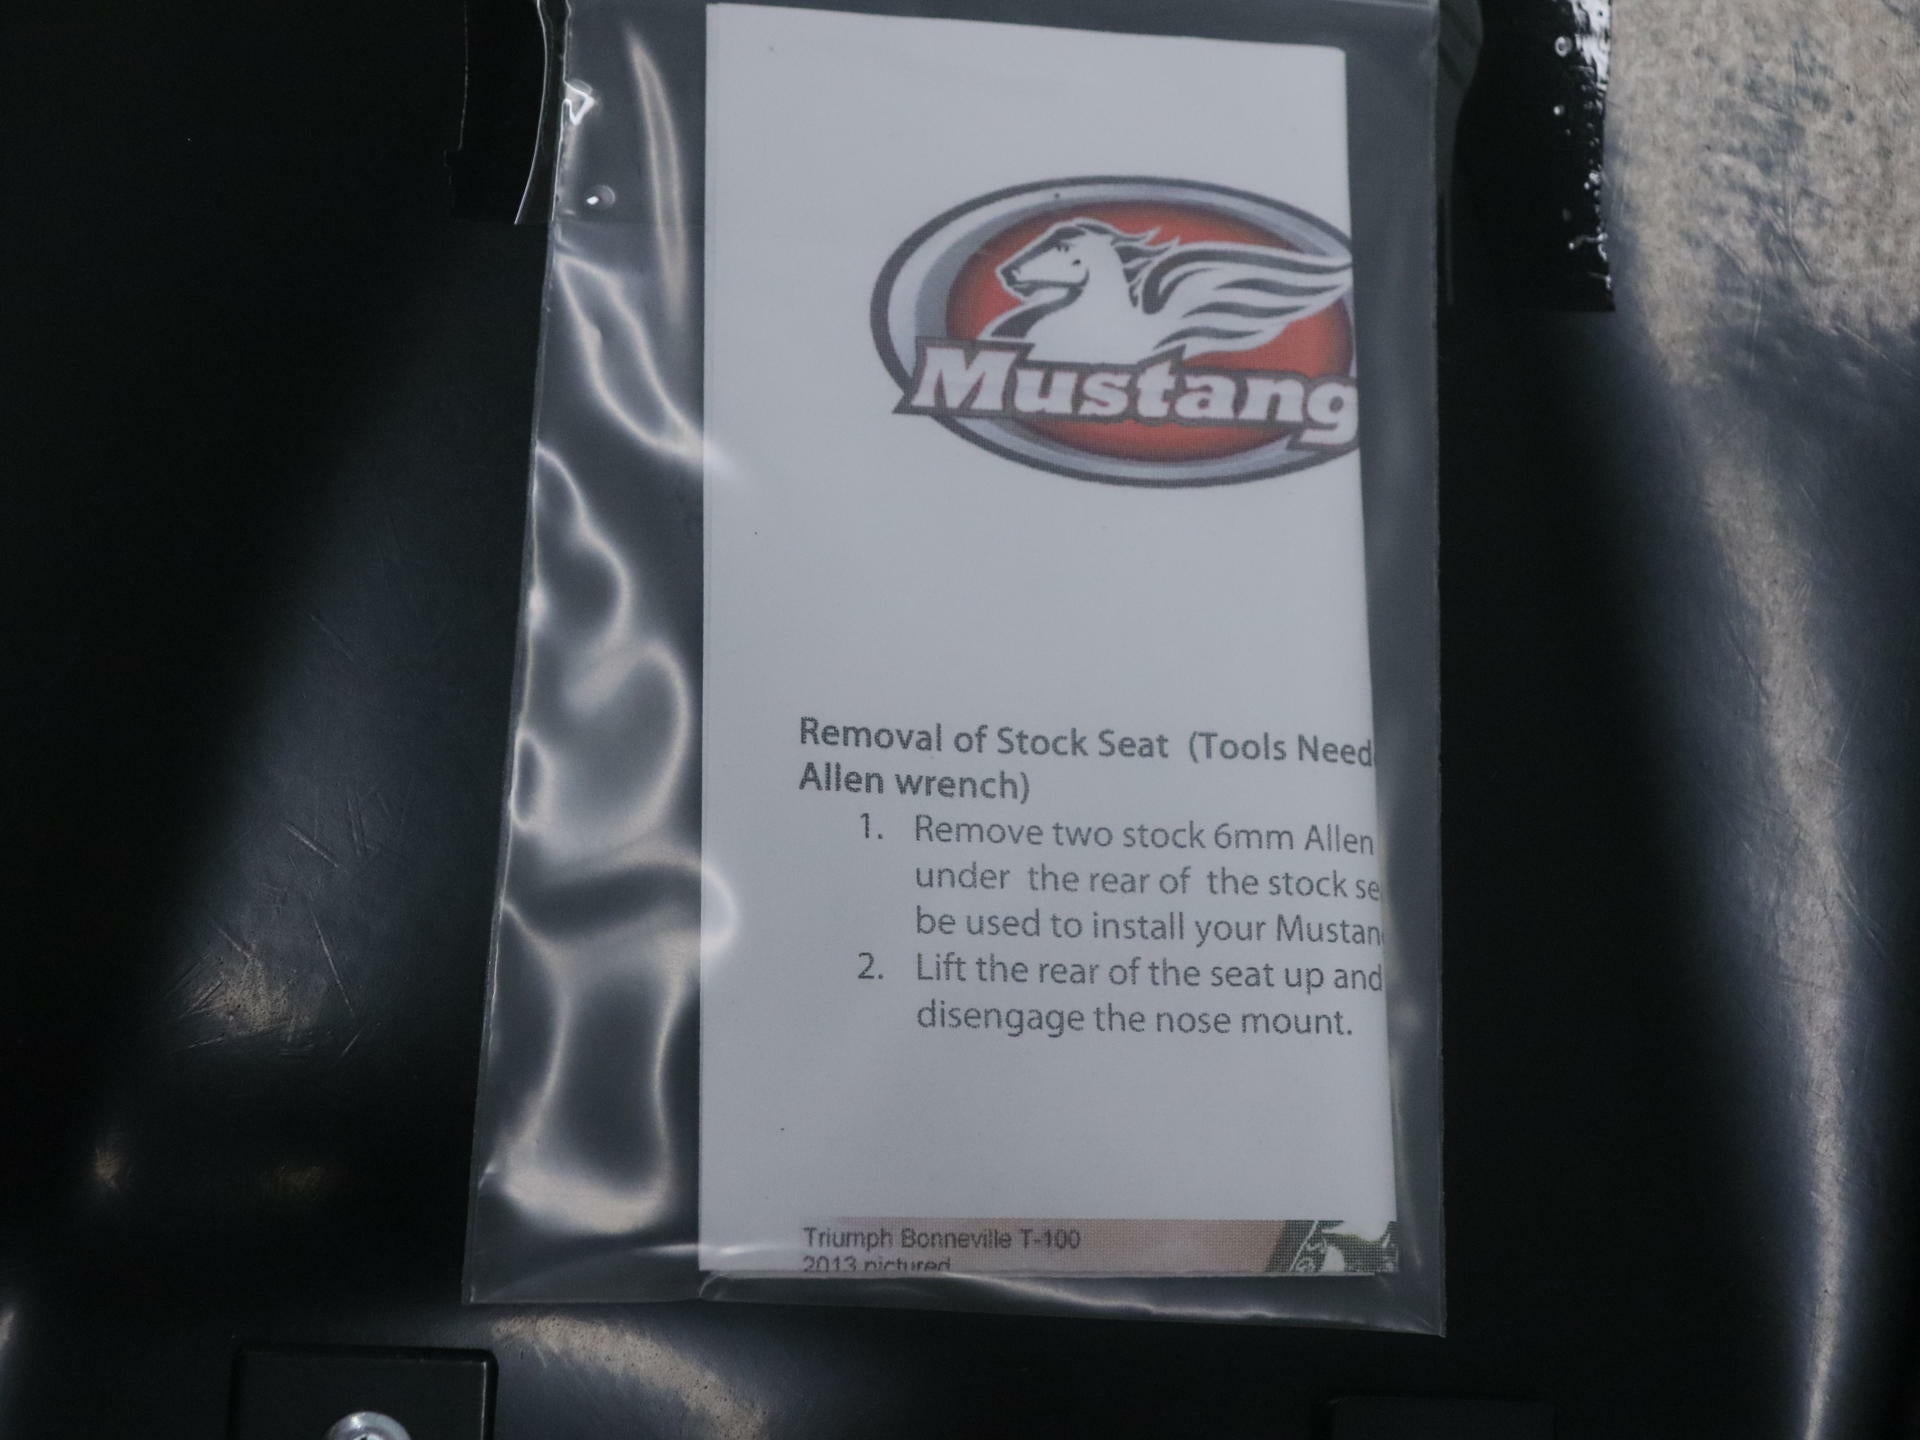 Mustang
Removal of Stock Seat (Tools Need
Allen wrench)
1. Remove two stock 6mm Allen
under the rear of the stock se
be used to install your Mustan
2. Lift the rear of the seat up and
disengage the nose mount.
Triumph Bonneville T-100
2013 pictured